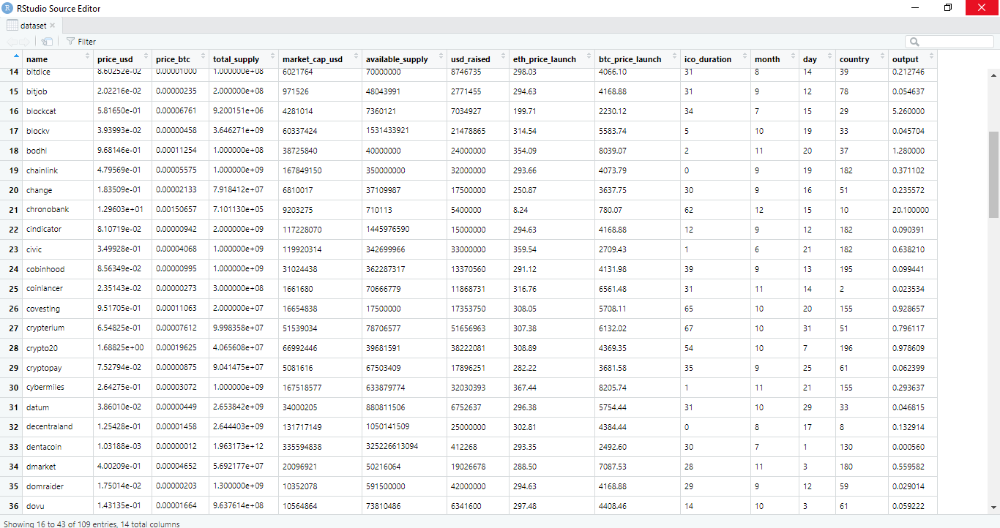 R RStudio Source Editor
dataset
Filter
name price_usd price_btc total_supply market_cap_usd available_supply usd_raised eth_price_launch btc_price_launch ico_duration month day country output
14 bitdice 8.60252e-02 0.00001000 1.000000e+08 6021764 70000000 8746735 298.03 4066.10 31 8 14 39 0.212746
15 bitjob 2.02216e-02 0.00000235 2.000000e+08 971526 48043991 2771455 294.63 4168.88 31 9 12 78 0.054637
16 blockcat 5.81650e-01 0.00006761 9.200151e+06 4281014 7360121 7034927 199.71 2230.12 34 7 15 29 5.260000
17 blockv 3.93993e-02 0.00000458 3.646271e+09 60337424 1531433921 21478865 314.54 5583.74 5 10 19 33 0.045704
18 bodhi 9.68146e-01 0.00011254 1.000000e+08 38725840 40000000 24000000 354.09 8039.07 2 11 20 37 1.280000
19 chainlink 4.79569e-01 0.00005575 1.000000e+09 167849150 350000000 32000000 293.66 4073.79 0 9 19 182 0.371102
20 change 1.83509e-01 0.00002133 7.918412e+07 6810017 37109987 17500000 250.87 3637.75 30 9 16 51 0.235572
21 chronobank 1.29603e+01 0.00150657 7.101130e+05 9203275 710113 5400000 8.24 780.07 62 12 15 10 20.100000
22 cindicator 8.10719e-02 0.00000942 2.000000e+09 117228070 1445976590 15000000 294.63 4168.88 12 9 12 182 0.090391
23 civic 3.49928e-01 0.00004068 1.000000e+09 119920314 342699966 33000000 359.54 2709.43 1 6 21 182 0.638210
24 cobinhood 8.56349e-02 0.00000995 1.000000e+09 31024438 362287317 13370560 291.12 4131.98 39 9 13 195 0.099441
25 coinlancer 2.35143e-02 0.00000273 3.000000e+08 1661680 70666779 11868731 316.76 6561.48 31 11 14 2 0.023534
26 covesting 9.51705e-01 0.00011063 2.000000e+07 16654838 17500000 17353750 308.05 5708.11 65 10 20 155 0.928657
27 crypterium 6.54825e-01 0.00007612 9.998358e+07 51539034 78706577 51656963 307.38 6132.02 67 10 31 51 0.796117
28 crypto20 1.68825e+00 0.00019625 4.065608e+07 66992446 39681591 38222081 308.89 4369.35 54 10 7 196 0.978609
29 cryptopay 7.52794e-02 0.00000875 9.041475e+07 5081616 67503409 17896251 282.22 3681.58 35 9 25 61 0.062399
30 cybermiles 2.64275e-01 0.00003072 1.000000e+09 167518577 633879774 32030393 367.44 8205.74 1 11 21 155 0.293637
31 datum 3.86010e-02 0.00000449 2.653842e+09 34000205 880811506 6752637 296.38 5754.44 31 10 29 33 0.046815
32 decentraland 1.25428e-01 0.00001458 2.644403e+09 131717149 1050141509 25000000 302.81 4384.44 0 8 17 8 0.132914
33 dentacoin 1.03188e-03 0.00000012 1.963173e+12 335594838 325226613094 412268 293.35 2492.60 30 7 1 130 0.000560
34 dmarket 4.00209e-01 0.00004652 5.692177e+07 20096921 50216064 19026678 288.50 7087.53 28 11 3 180 0.559582
35 domraider 1.75014e-02 0.00000203 1.300000e+09 10352078 591500000 42000000 294.63 4168.88 29 9 12 59 0.029014
36 dovu 1.43135e-01 0.00001664 9.637614e+08 10564864 73810486 6341600 297.48 4408.46 14 10 3 61 0.059222
Showing 16 to 43 of 109 entries, 14 total columns